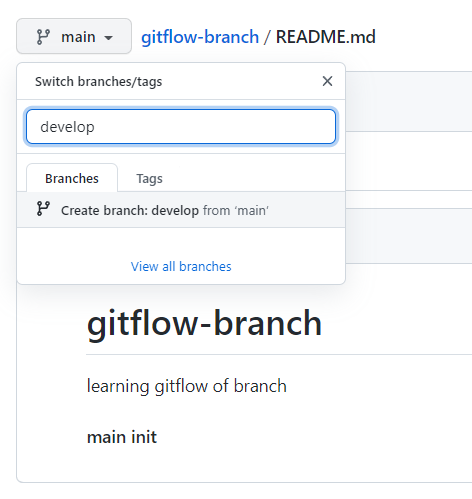 main gitflow-branch / README.md
Switch branches/tags
develop
Branches Tags
Create branch: develop from ‘main’
View all branches
gitflow-branch
learning gitflow of branch
main init